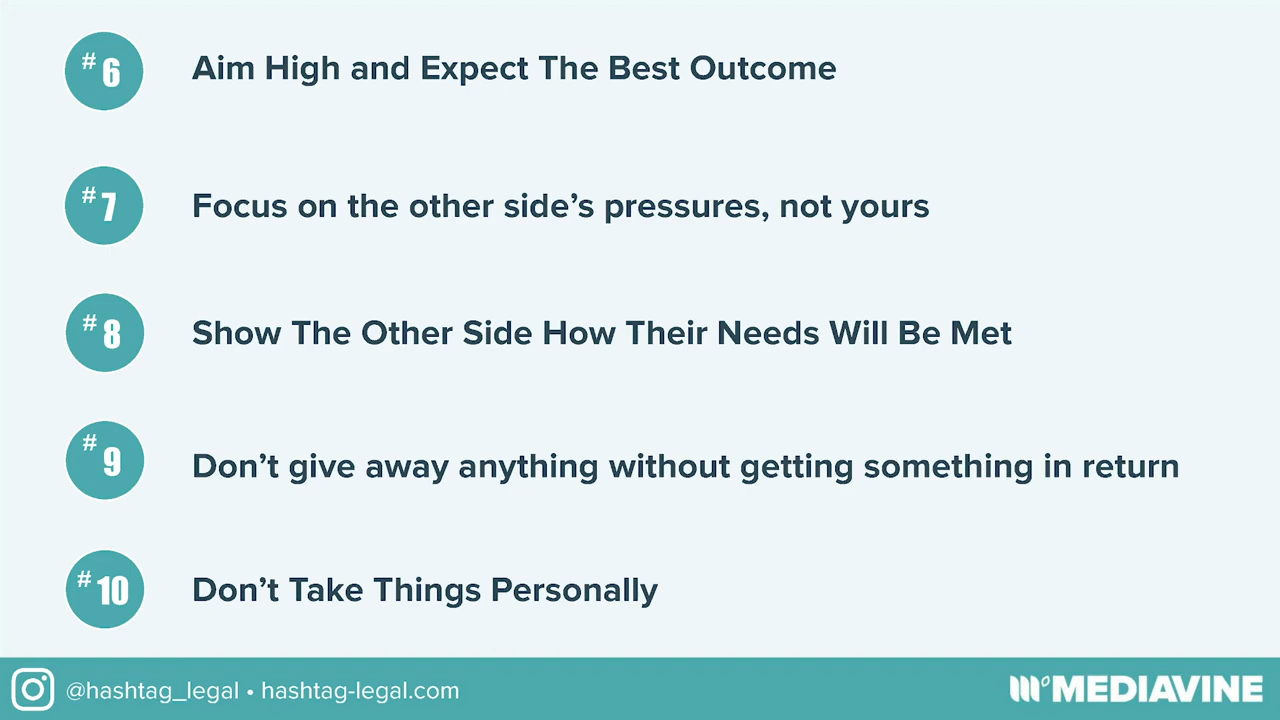 #6 Aim High and Expect The Best Outcome
#7 Focus on the other side’s pressures, not yours
#8 Show The Other Side How Their Needs Will Be Met
#9 Don’t give away anything without getting something in return
#10 Don’t Take Things Personally
@hashtag_legal • hashtag-legal.com
MEDIAVINE